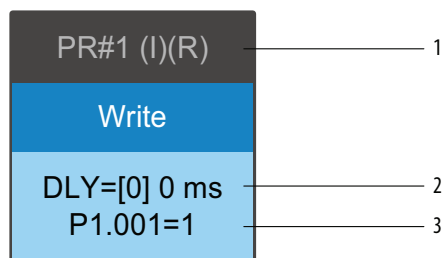 PR#1 (I)(R)
1
Write
DLY=[0] 0 ms
2
P1.001=1
3